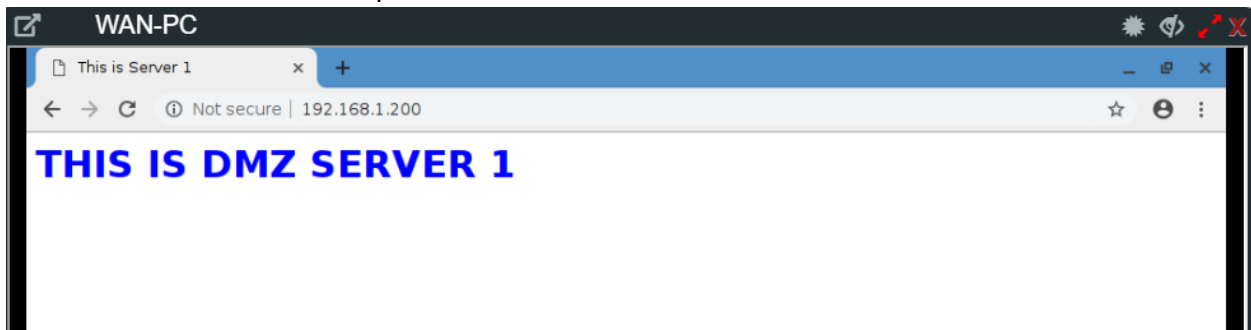 WAN-PC
This is Server 1
Not secure | 192.168.1.200
THIS IS DMZ SERVER 1